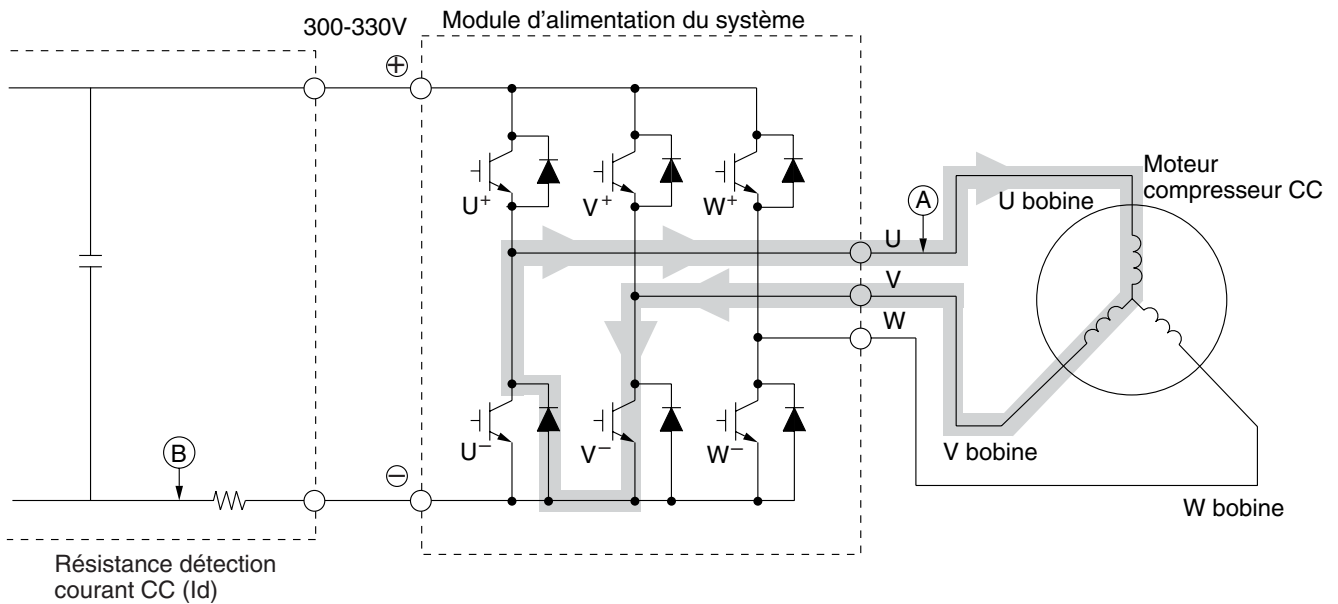 300-330V
Module d’alimentation du système
⊕
U⁺
V⁺
W⁺
A
U
V
W
U bobine
Moteur
compresseur CC
B
⊖
U⁻
V⁻
W⁻
V bobine
W bobine
Résistance détection
courant CC (Id)